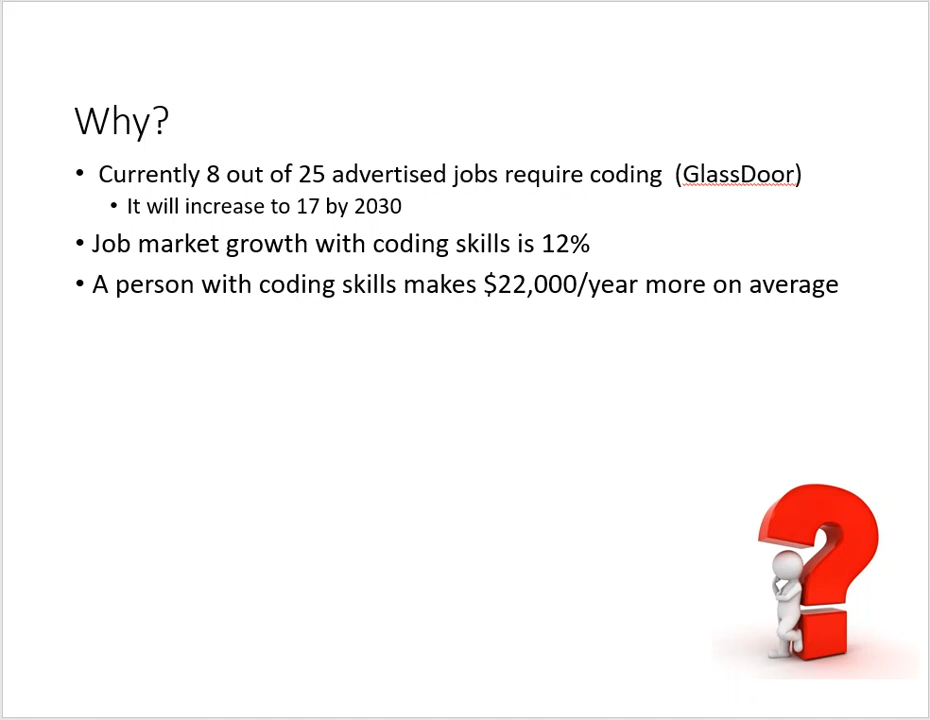 Why?
• Currently 8 out of 25 advertised jobs require coding (GlassDoor)
• It will increase to 17 by 2030
• Job market growth with coding skills is 12%
• A person with coding skills makes $22,000/year more on average